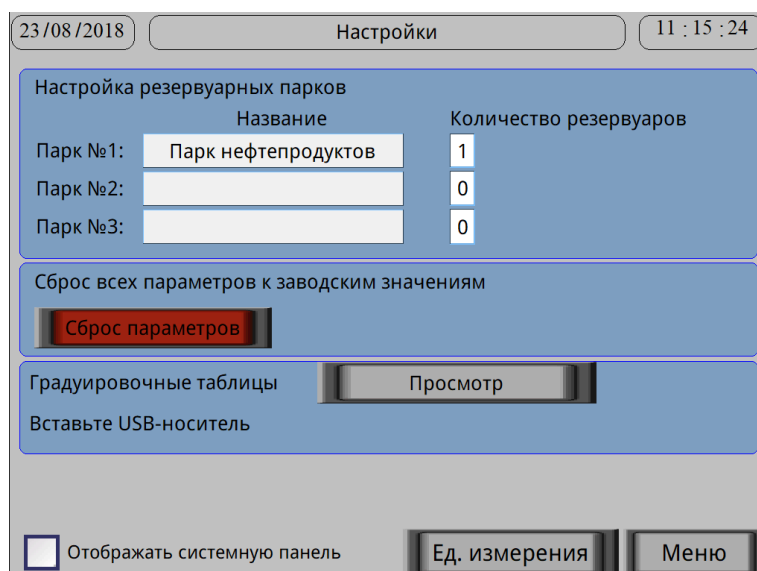 23/08/2018 Настройки 11 : 15 : 24
Настройка резервуарных парков
Название Количество резервуаров
Парк №1: Парк нефтепродуктов 1
Парк №2: 0
Парк №3: 0
Сброс всех параметров к заводским значениям
Сброс параметров
Градуировочные таблицы Просмотр
Вставьте USB-носитель
Отображать системную панель Ед. измерения Меню